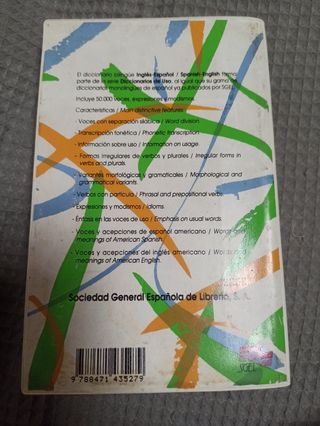 El diccionario bilingüe Inglés-Español / Spanish-English forma
parte de la serie Diccionarios de Uso, al igual que su gama de
diccionarios monolingües de español ya publicados por SGEL.
Incluye 50.000 voces, expresiones y modismos.
Características / Main distinctive features:
- Voces con separación silábica / Word division.
- Transcripción fonética / Phonetic transcription.
- Información sobre uso / Information on usage.
- Formas irregulares de verbos y plurales / Irregular forms in
verbs and plurals.
- Variantes morfológicas y gramaticales / Morphological and
grammatical variants.
- Verbos con partícula / Phrasal and prepositional verbs.
- Expresiones y modismos / Idioms.
- Énfasis en las voces de uso / Emphasis on usual words.
- Voces y acepciones de español americano / Words and
meanings of American Spanish.
- Voces y acepciones del inglés americano / Words and
meanings of American English.
Sociedad General Española de Librería, S. A.
9 788471 435279
SGEL